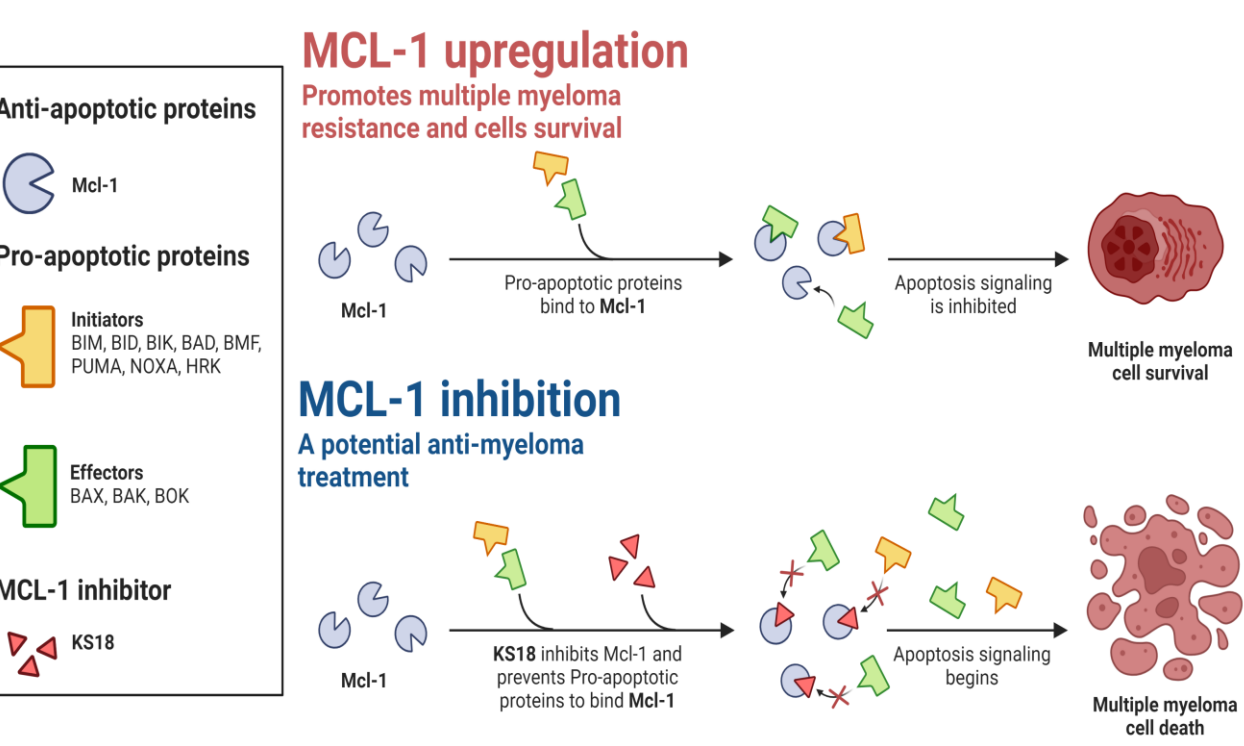 Anti-apoptotic proteins
Mcl-1
Pro-apoptotic proteins
Initiators
BIM, BID, BIK, BAD, BMF,
PUMA, NOXA, HRK
Effectors
BAX, BAK, BOK
MCL-1 inhibitor
KS18
MCL-1 upregulation
Promotes multiple myeloma
resistance and cells survival
Mcl-1
Pro-apoptotic proteins
bind to Mcl-1
Apoptosis signaling
is inhibited
Multiple myeloma
cell survival
MCL-1 inhibition
A potential anti-myeloma
treatment
Mcl-1
KS18 inhibits Mcl-1 and
prevents Pro-apoptotic
proteins to bind Mcl-1
Apoptosis signaling
begins
Multiple myeloma
cell death